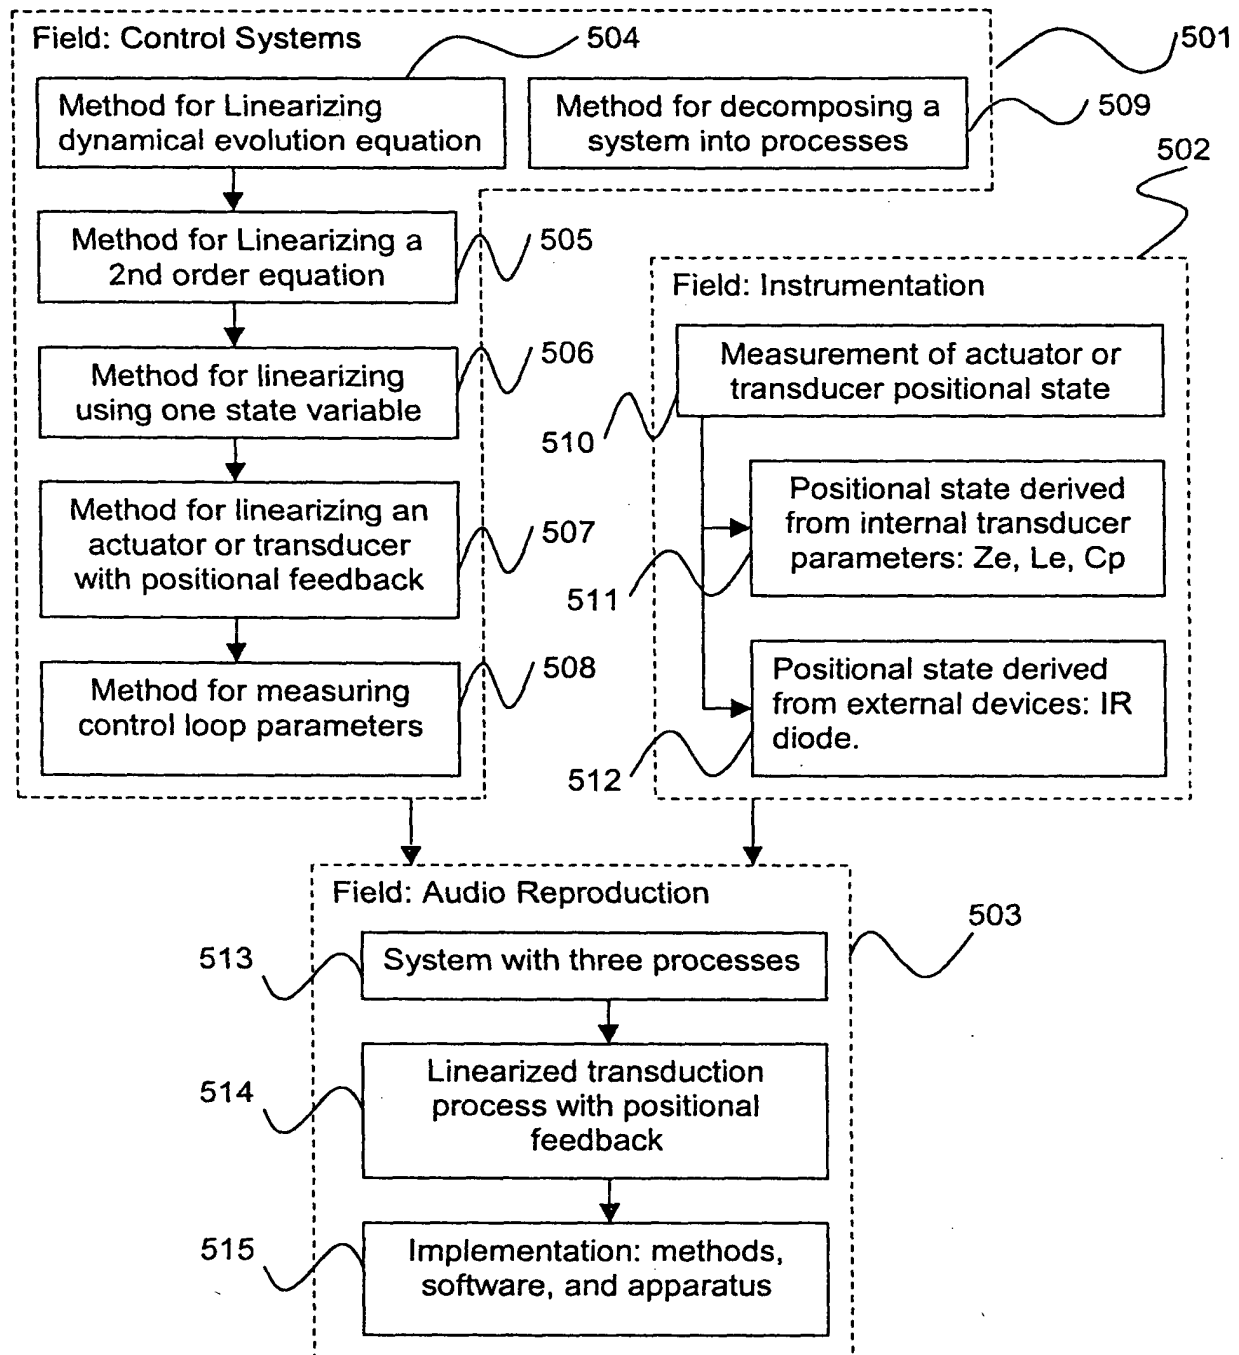 Field: Control Systems
504
501
Method for Linearizing
dynamical evolution equation
Method for decomposing a
system into processes
509
502
Method for Linearizing a
2nd order equation
505
Field: Instrumentation
Method for linearizing
using one state variable
506
Measurement of actuator or
transducer positional state
510
Method for linearizing an
actuator or transducer
with positional feedback
507
Positional state derived
from internal transducer
parameters: Ze, Le, Cp
511
Method for measuring
control loop parameters
508
Positional state derived
from external devices: IR
diode.
512
Field: Audio Reproduction
503
513
System with three processes
514
Linearized transduction
process with positional
feedback
515
Implementation: methods,
software, and apparatus